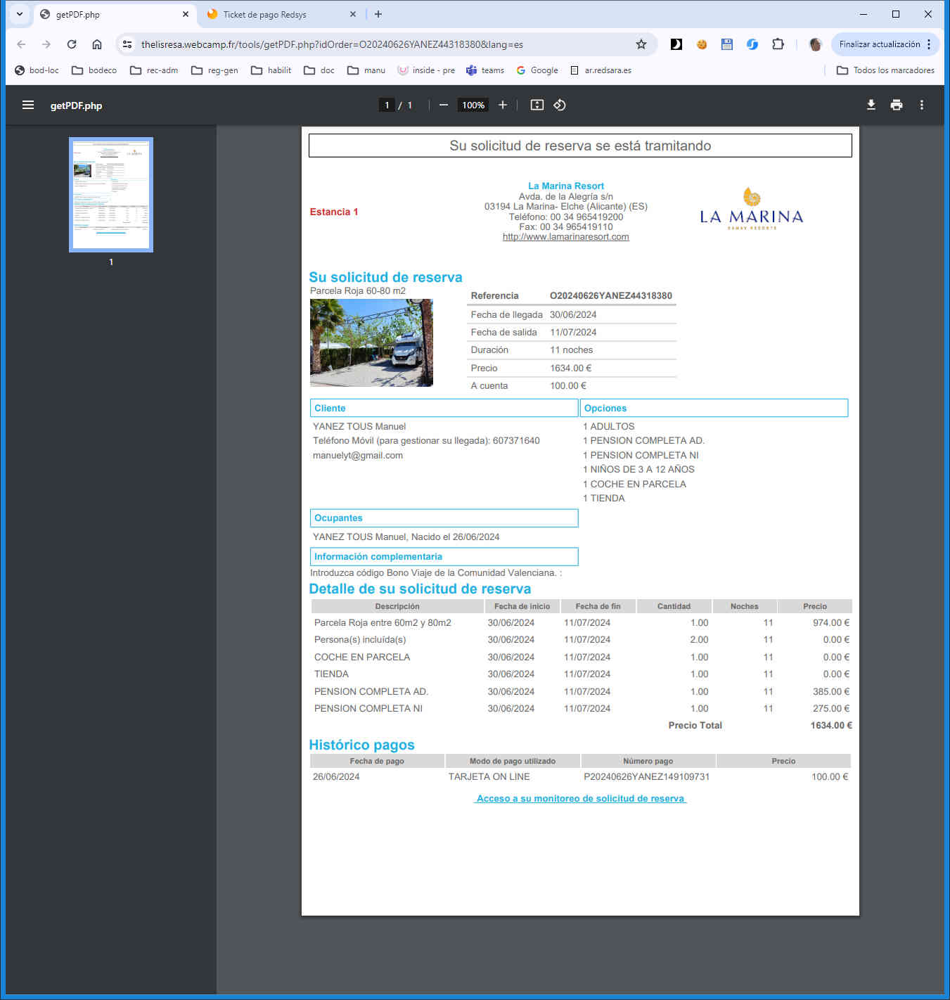 getPDF.php
Ticket de pago Redsys
thelisresa.webcamp.fr/tools/getPDF.php?idOrder=O20240626YANEZ44318380&lang=es
Finalizar actualización
bod-loc
bodeco
rec-adm
reg-gen
habilit
doc
manu
inside - pre
teams
Google
ar.redsara.es
Todos los marcadores
getPDF.php
1 / 1
100%
1
Su solicitud de reserva se está tramitando
Estancia 1
La Marina Resort
Avda. de la Alegría s/n
03194 La Marina- Elche (Alicante) (ES)
Teléfono: 00 34 965419200
Fax: 00 34 965419110
http://www.lamarinaresort.com
LA MARINA
Su solicitud de reserva
Parcela Roja 60-80 m2
Referencia O20240626YANEZ44318380
Fecha de llegada 30/06/2024
Fecha de salida 11/07/2024
Duración 11 noches
Precio 1634.00 €
A cuenta 100.00 €
Cliente
YANEZ TOUS Manuel
Teléfono Móvil (para gestionar su llegada): 607371640
manuelyt@gmail.com
Opciones
1 ADULTOS
1 PENSION COMPLETA AD.
1 PENSION COMPLETA NI
1 NIÑOS DE 3 A 12 AÑOS
1 COCHE EN PARCELA
1 TIENDA
Ocupantes
YANEZ TOUS Manuel, Nacido el 26/06/2024
Información complementaria
Introduzca código Bono Viaje de la Comunidad Valenciana. :
Detalle de su solicitud de reserva
Descripción Fecha de inicio Fecha de fin Cantidad Noches Precio
Parcela Roja entre 60m2 y 80m2 30/06/2024 11/07/2024 1.00 11 974.00 €
Persona(s) incluída(s) 30/06/2024 11/07/2024 2.00 11 0.00 €
COCHE EN PARCELA 30/06/2024 11/07/2024 1.00 11 0.00 €
TIENDA 30/06/2024 11/07/2024 1.00 11 0.00 €
PENSION COMPLETA AD. 30/06/2024 11/07/2024 1.00 11 385.00 €
PENSION COMPLETA NI 30/06/2024 11/07/2024 1.00 11 275.00 €
Precio Total 1634.00 €
Histórico pagos
Fecha de pago Modo de pago utilizado Número pago Precio
26/06/2024 TARJETA ON LINE P20240626YANEZ149109731 100.00 €
Acceso a su monitoreo de solicitud de reserva